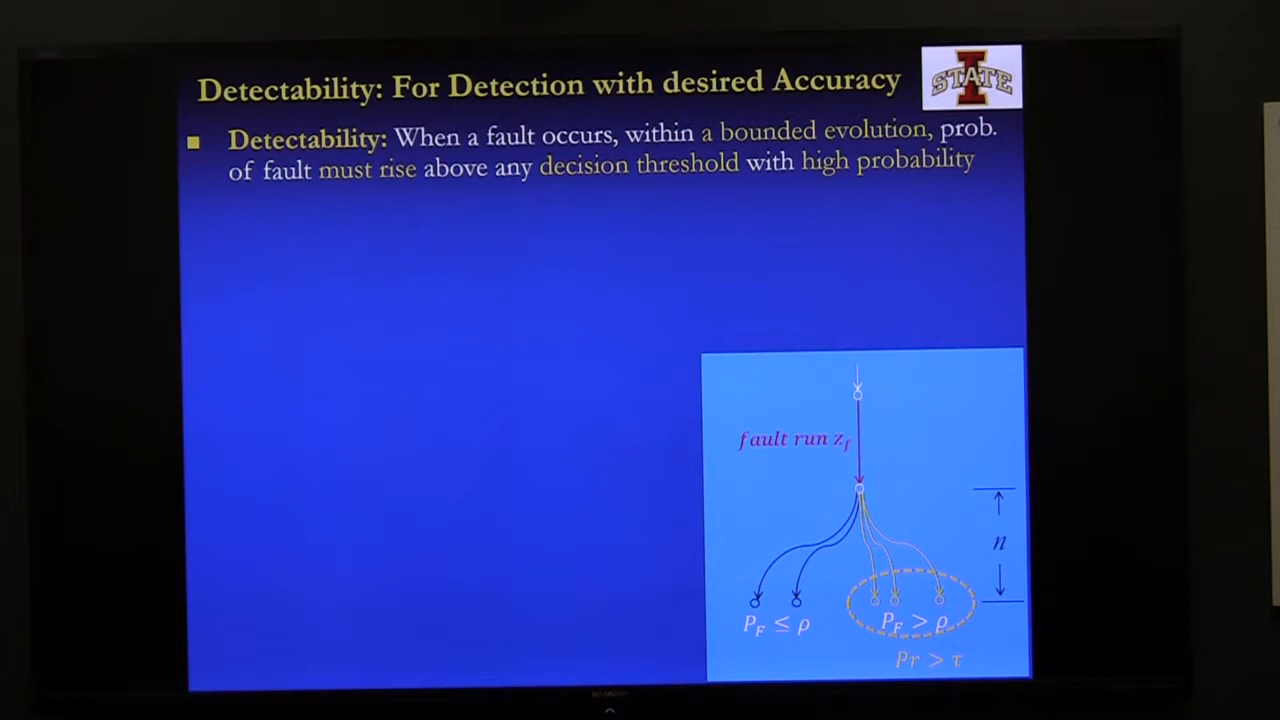 Detectability: For Detection with desired Accuracy
I
STATE
■ Detectability: When a fault occurs, within a bounded evolution, prob.
of fault must rise above any decision threshold with high probability
fault run z_f
n
P_F ≤ ρ
P_F > ρ
Pr > τ